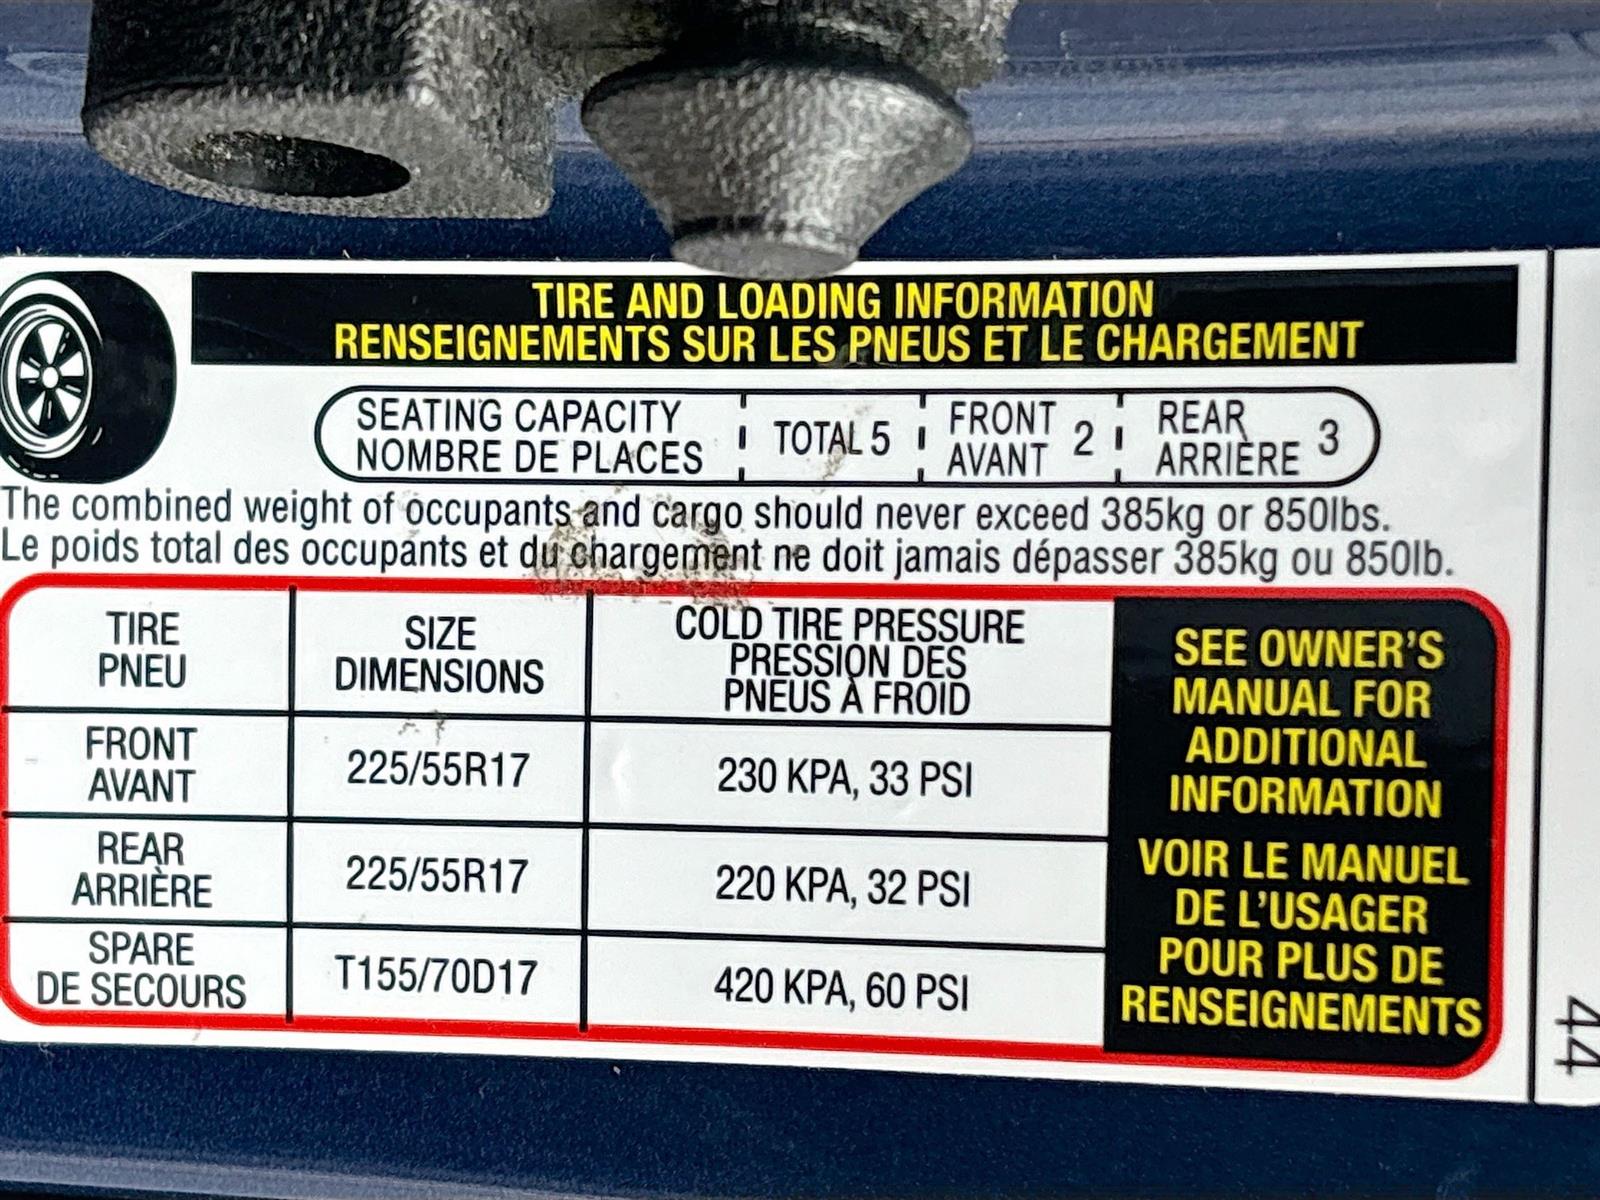 TIRE AND LOADING INFORMATION
RENSEIGNEMENTS SUR LES PNEUS ET LE CHARGEMENT
SEATING CAPACITY
NOMBRE DE PLACES
TOTAL 5
FRONT
AVANT 2
REAR
ARRIÈRE 3
The combined weight of occupants and cargo should never exceed 385kg or 850lbs.
Le poids total des occupants et du chargement ne doit jamais dépasser 385kg ou 850lb.
TIRE
PNEU
SIZE
DIMENSIONS
COLD TIRE PRESSURE
PRESSION DES
PNEUS À FROID
FRONT
AVANT
225/55R17
230 KPA, 33 PSI
REAR
ARRIÈRE
225/55R17
220 KPA, 32 PSI
SPARE
DE SECOURS
T155/70D17
420 KPA, 60 PSI
SEE OWNER'S
MANUAL FOR
ADDITIONAL
INFORMATION
VOIR LE MANUEL
DE L'USAGER
POUR PLUS DE
RENSEIGNEMENTS
44